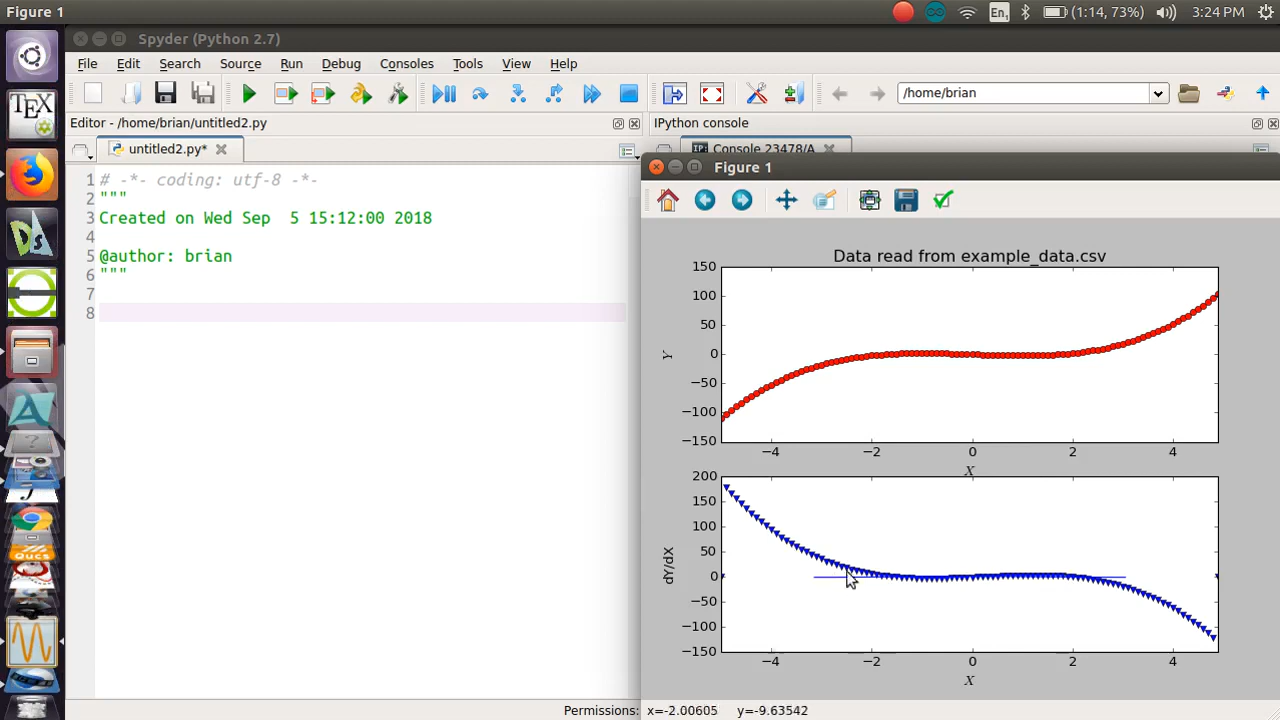 Figure 1
En1
(1:14, 73%)
3:24 PM
Spyder (Python 2.7)
File Edit Search Source Run Debug Consoles Tools View Help
/home/brian
Editor - /home/brian/untitled2.py
IPython console
untitled2.py*
IP: Console 23478/A
1 # -*- coding: utf-8 -*-
2 """
3 Created on Wed Sep  5 15:12:00 2018
4
5 @author: brian
6 """
7
8
TEX
DS
?
Qucs
Figure 1
Data read from example_data.csv
150
100
50
0
−50
−100
−150
Y
−4 −2 0 2 4
X
200
150
100
50
0
−50
−100
−150
dY/dX
−4 −2 0 2 4
X
Permissions:
x=-2.00605 y=-9.63542